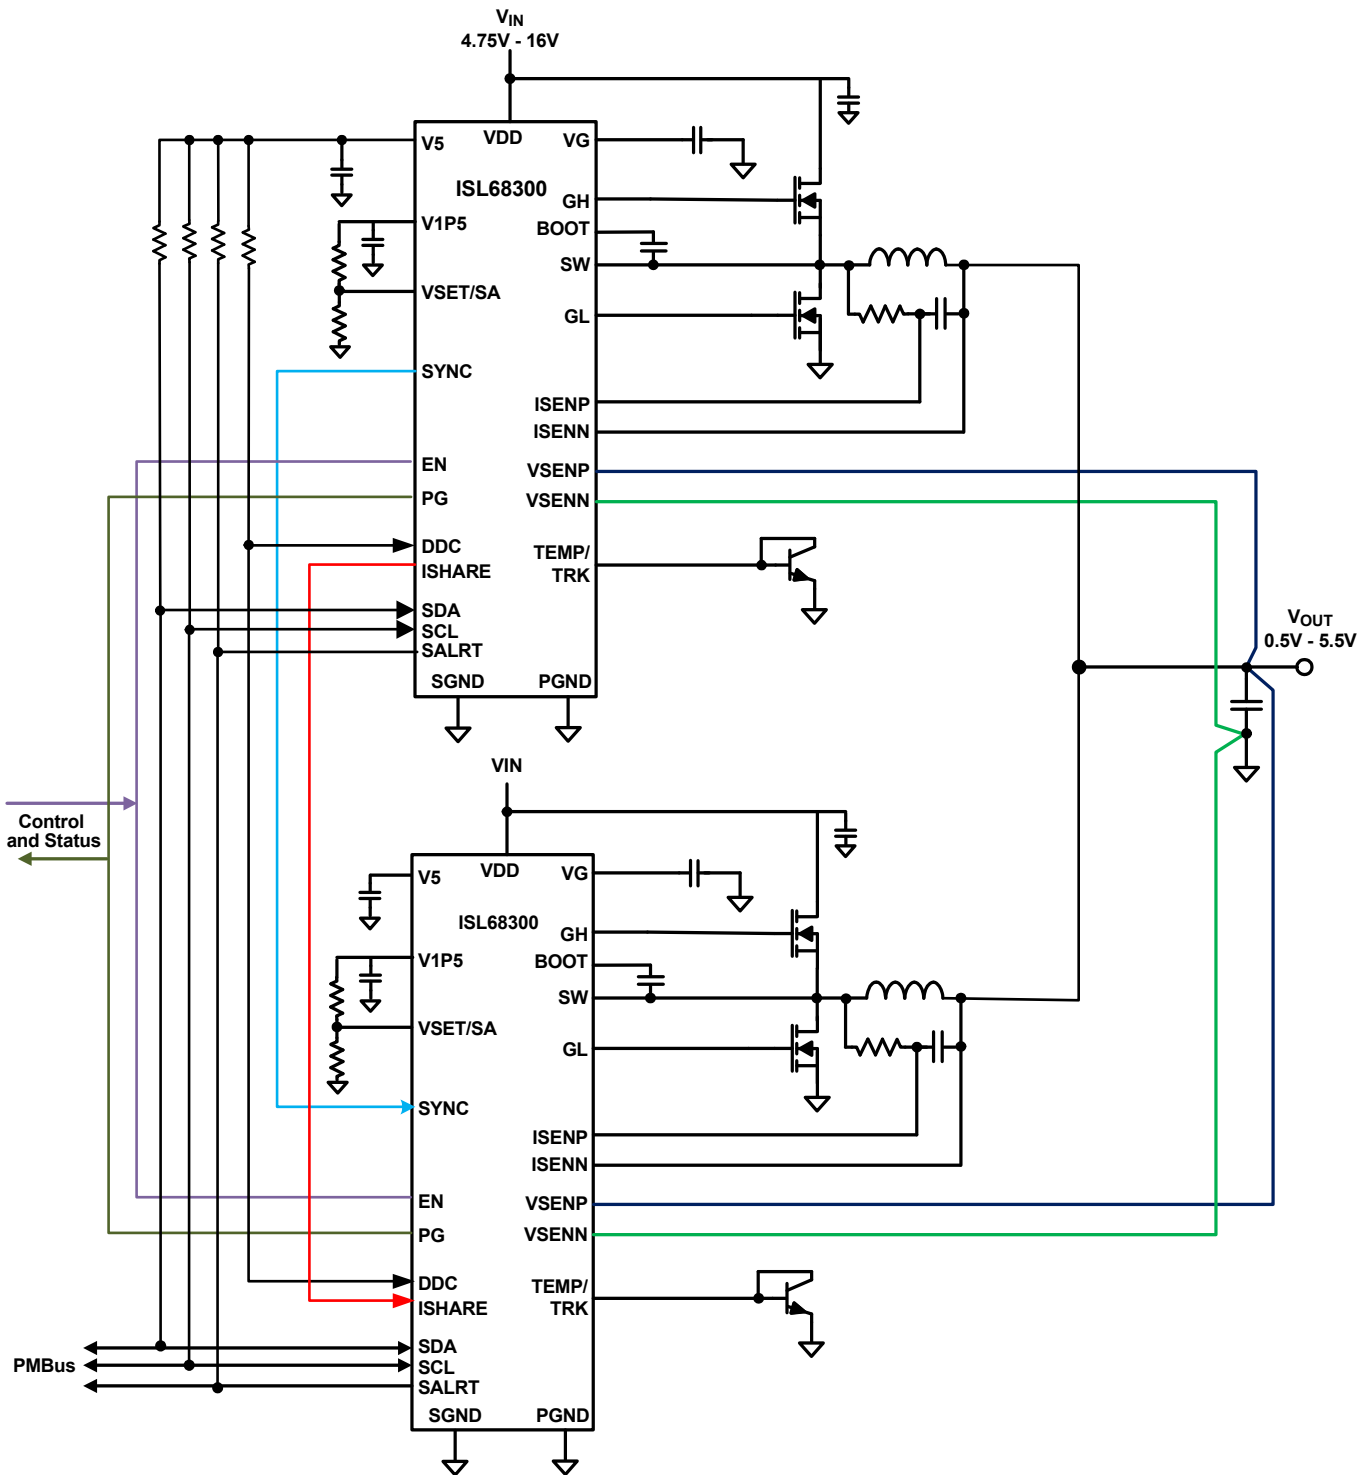 VIN
4.75V - 16V
V5
VDD
VG
ISL68300
GH
V1P5
BOOT
SW
VSET/SA
GL
SYNC
ISENP
ISENN
EN
VSENP
PG
VSENN
DDC
TEMP/
TRK
ISHARE
SDA
SCL
SALRT
SGND
PGND
VOUT
0.5V - 5.5V
VIN
Control
and Status
V5
VDD
VG
ISL68300
GH
V1P5
BOOT
SW
VSET/SA
GL
SYNC
ISENP
ISENN
EN
VSENP
PG
VSENN
DDC
TEMP/
TRK
ISHARE
SDA
PMBus
SCL
SALRT
SGND
PGND